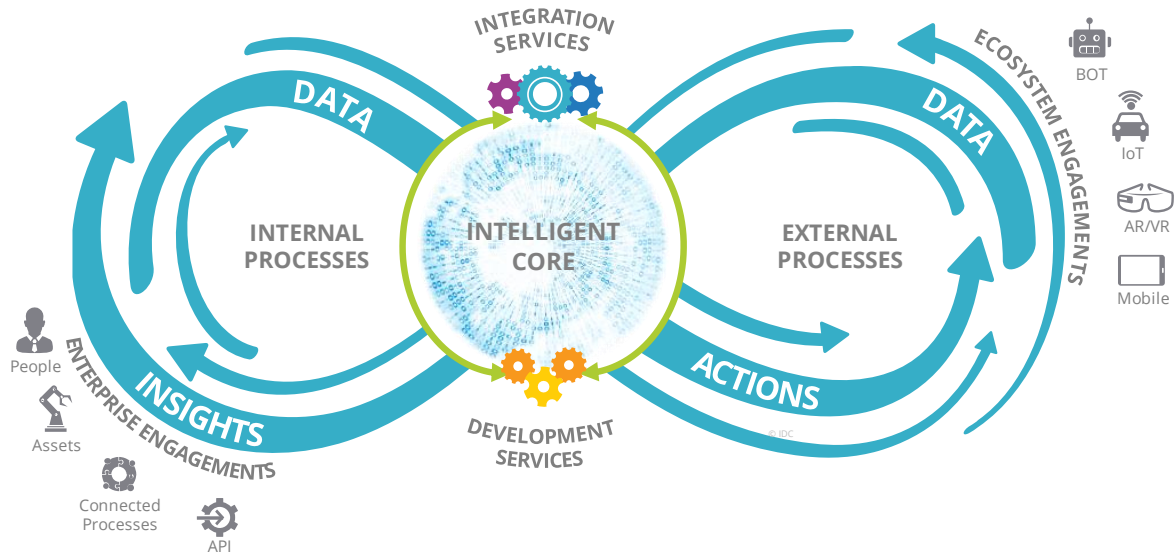 INTEGRATION
SERVICES
DATA
DATA
ECOSYSTEM ENGAGEMENTS
BOT
IoT
AR/VR
Mobile
INTERNAL
PROCESSES
INTELLIGENT
CORE
EXTERNAL
PROCESSES
People
Assets
Connected
Processes
API
ENTERPRISE ENGAGEMENTS
INSIGHTS
ACTIONS
© IDC
DEVELOPMENT
SERVICES